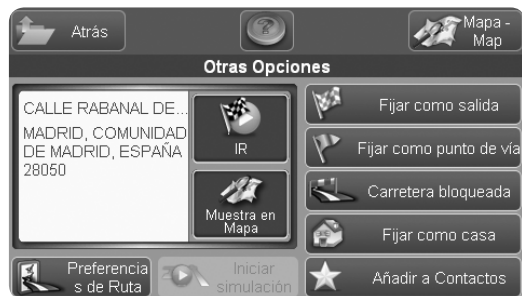 Atrás
Mapa -
Map
Otras Opciones
CALLE RABANAL DE...
MADRID, COMUNIDAD
DE MADRID, ESPAÑA
28050
IR
Muestra en
Mapa
Fijar como salida
Fijar como punto de vía
Carretera bloqueada
Fijar como casa
Añadir a Contactos
Preferencia
s de Ruta
Iniciar
simulación